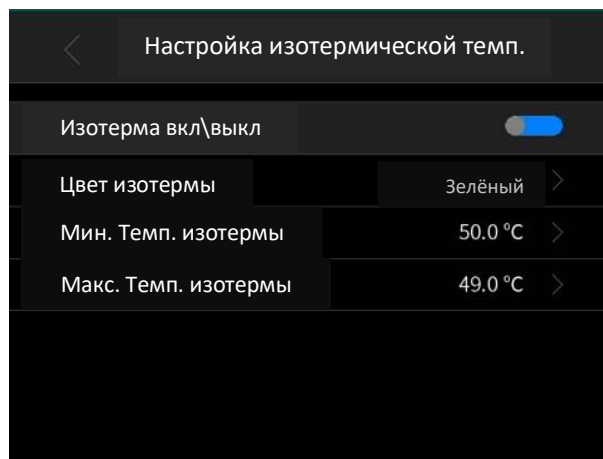 Настройка изотермической темп.
Изотерма вкл\выкл
Цвет изотермы Зелёный
Мин. Темп. изотермы 50.0 °C
Макс. Темп. изотермы 49.0 °C